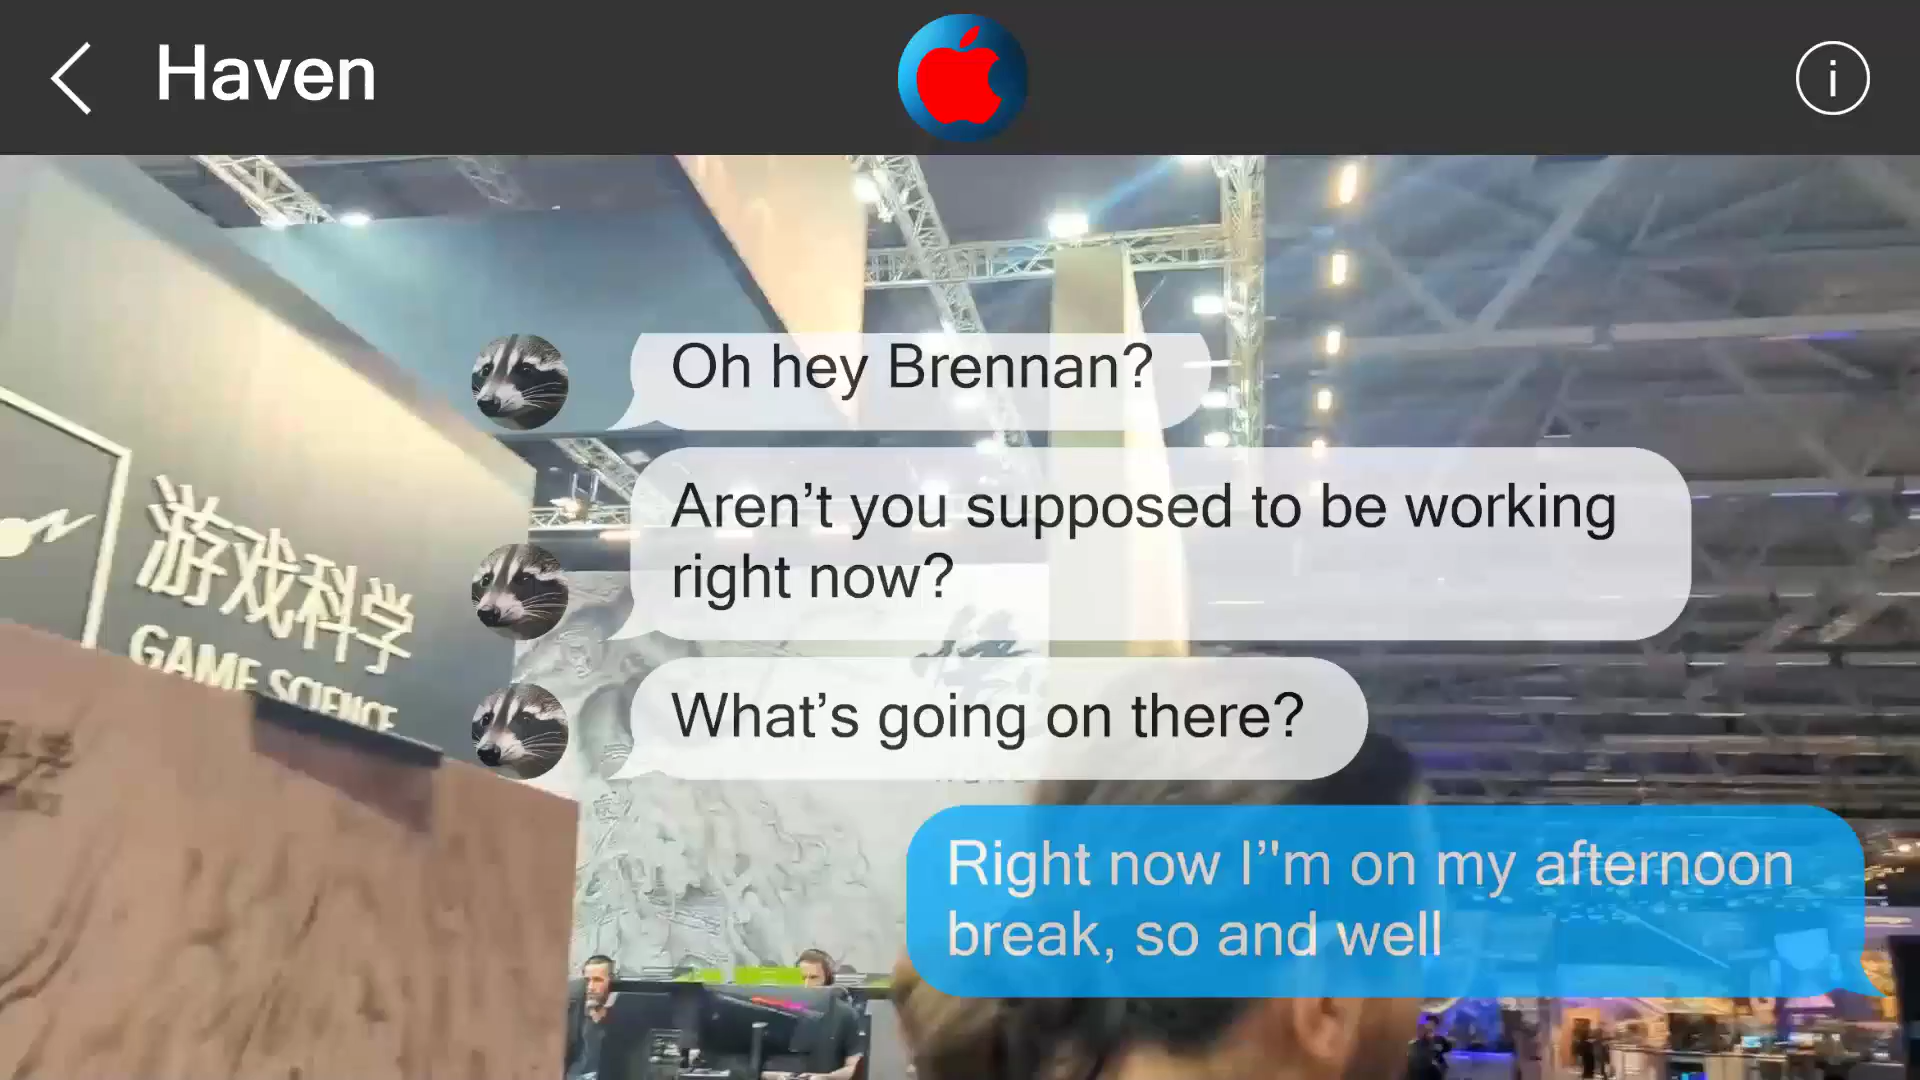 Haven
Oh hey Brennan?
Aren’t you supposed to be working
right now?
What’s going on there?
Right now I’'m on my afternoon
break, so and well
游戏科学
GAME SCIENCE
悟